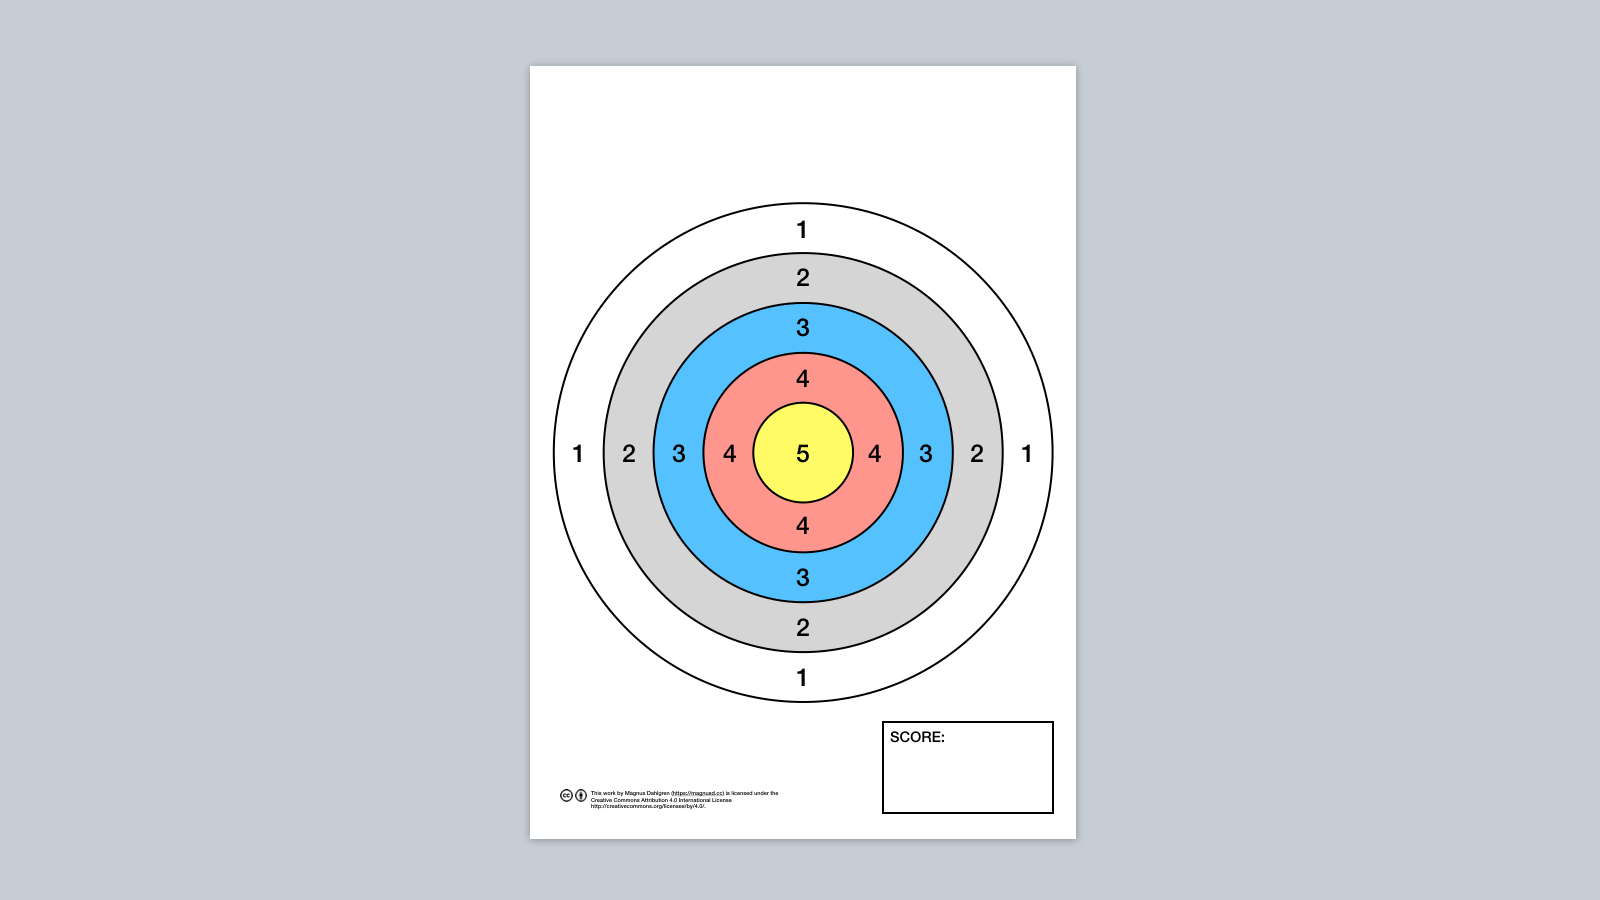 1
2
3
4
1 2 3 4 5 4 3 2 1
4
3
2
1
SCORE:
cc
This work by Magnus Dahlgren (https://magnusd.cc) is licensed under the
Creative Commons Attribution 4.0 International License
http://creativecommons.org/licenses/by/4.0/.